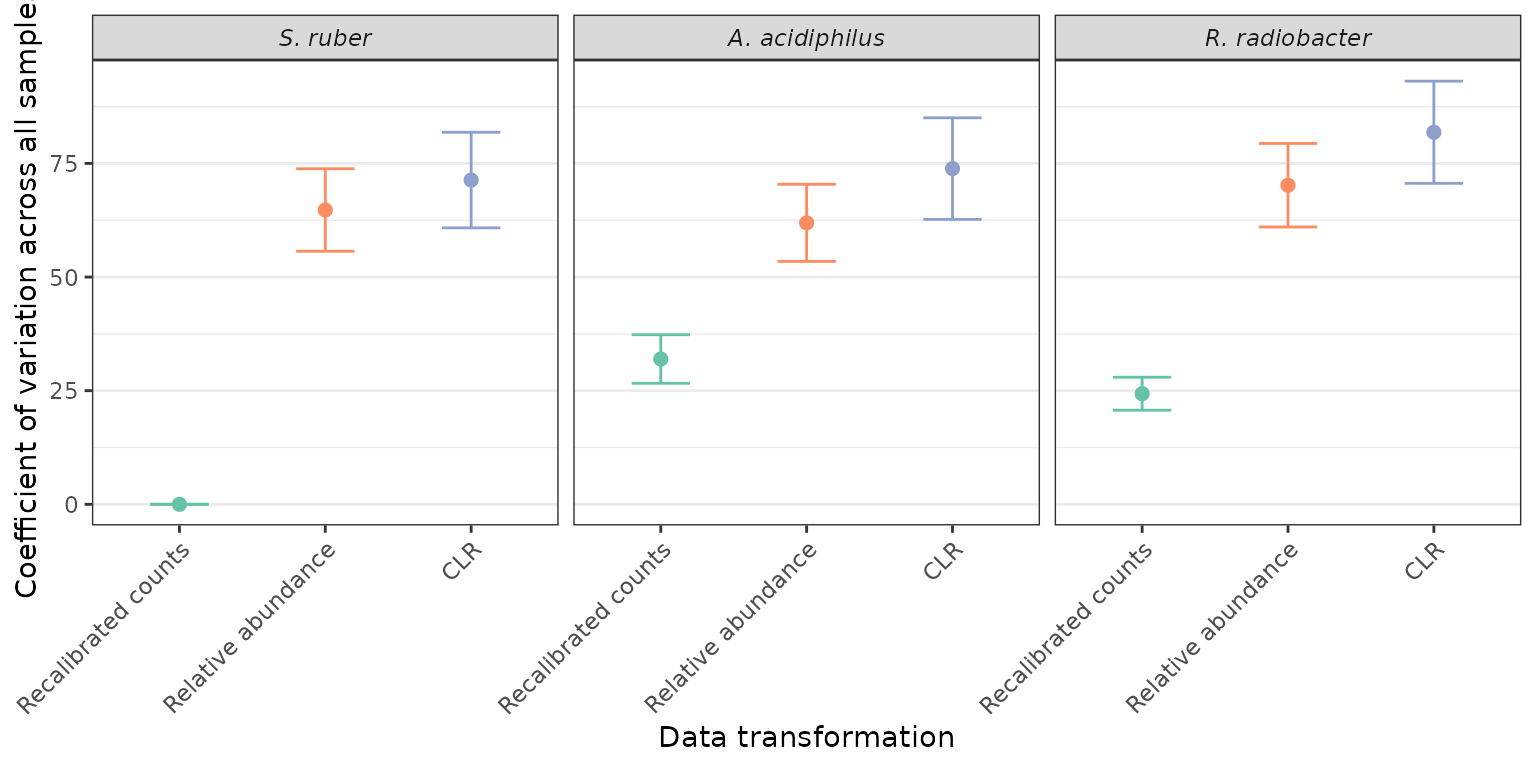 S. ruber
A. acidiphilus
R. radiobacter
Coefficient of variation across all samples
75
50
25
0
Recalibrated counts
Relative abundance
CLR
Recalibrated counts
Relative abundance
CLR
Recalibrated counts
Relative abundance
CLR
Data transformation